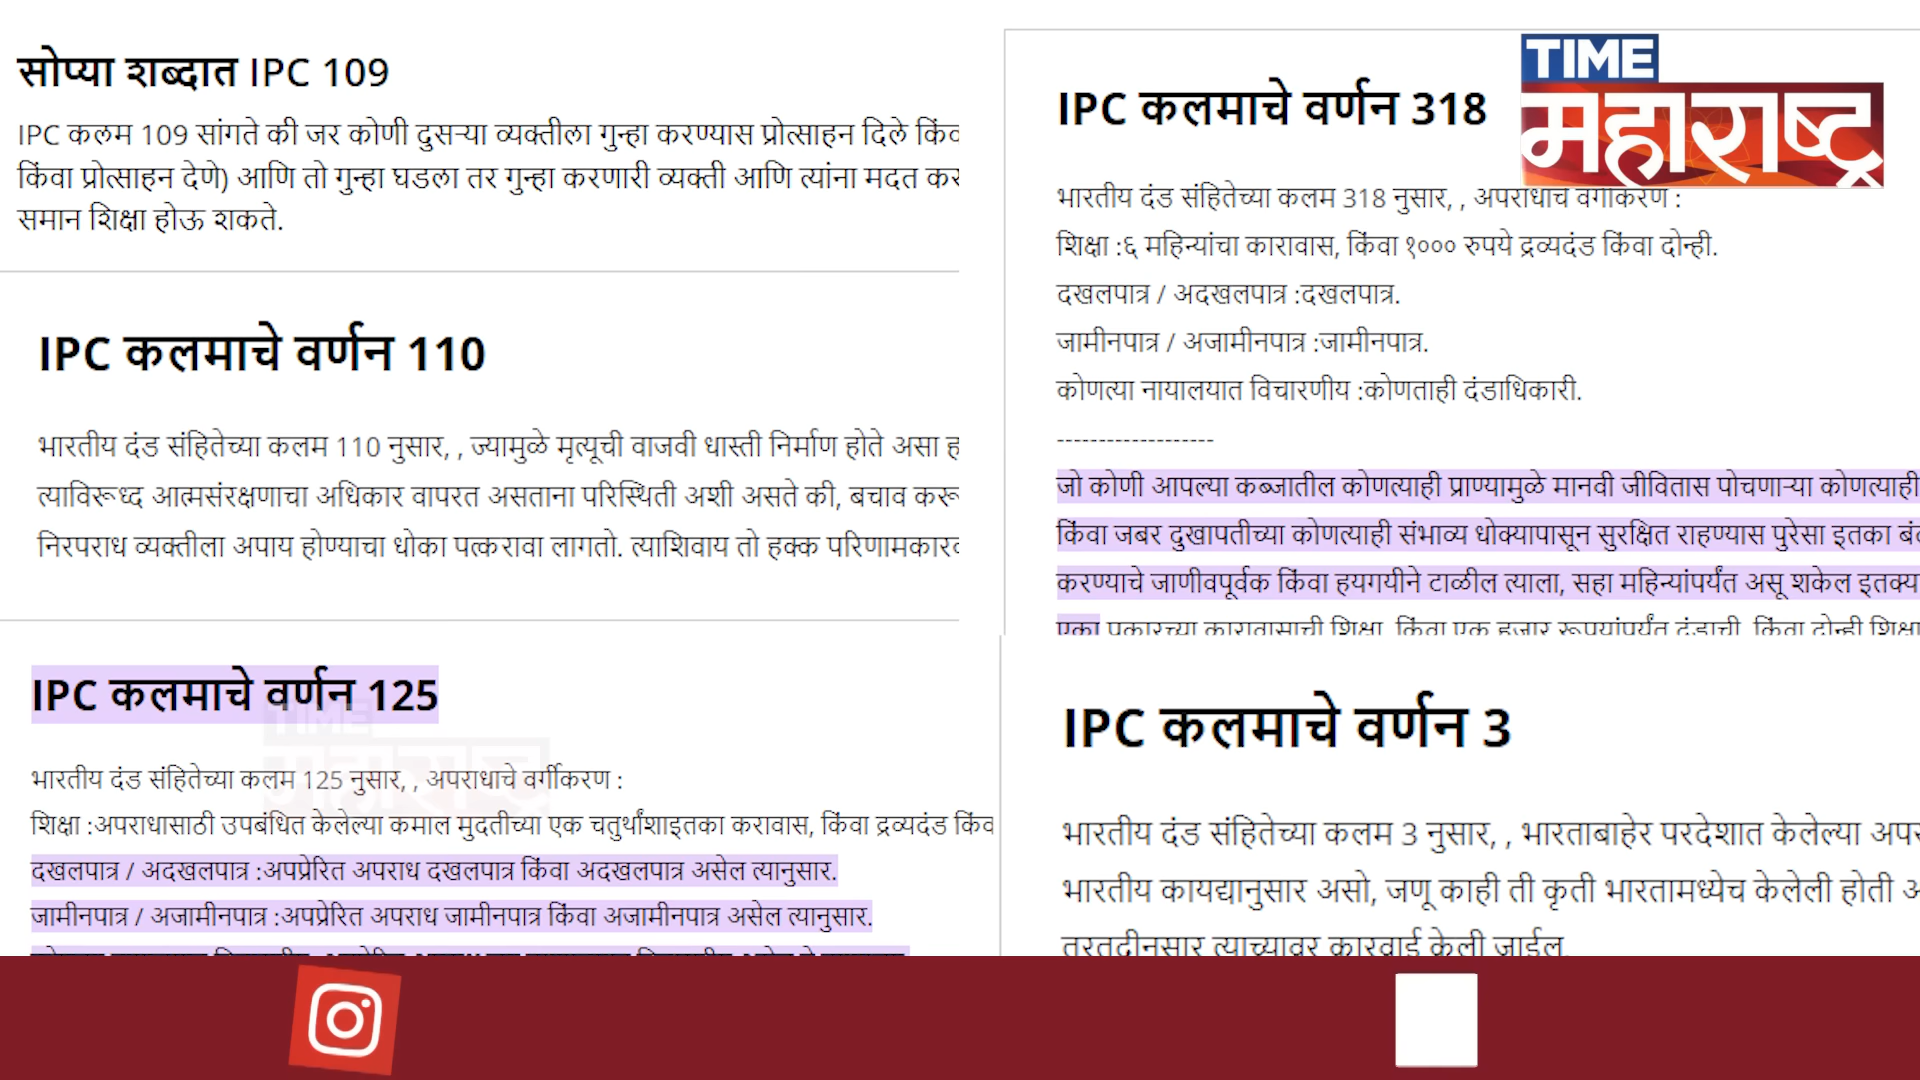 सोप्या शब्दात IPC 109
IPC कलम 109 सांगते की जर कोणी दुसऱ्या व्यक्तीला गुन्हा करण्यास प्रोत्साहन दिले
किंवा प्रोत्साहन देणे) आणि तो गुन्हा घडला तर गुन्हा करणारी व्यक्ती आणि त्यांना मदत
समान शिक्षा होऊ शकते.
IPC कलमाचे वर्णन 110
भारतीय दंड संहितेच्या कलम 110 नुसार, , ज्यामुळे मृत्यूची वाजवी धास्ती निर्माण होते असा
त्याविरूध्द आत्मसंरक्षणाचा अधिकार वापरत असताना परिस्थिती अशी असते की, बचाव
निरपराध व्यक्तीला अपाय होण्याचा धोका पत्करावा लागतो. त्याशिवाय तो हक्क
IPC कलमाचे वर्णन 125
भारतीय दंड संहितेच्या कलम 125 नुसार, , अपराधाचे वर्गीकरण :
शिक्षा :अपराधासाठी उपबंधित केलेल्या कमाल मुदतीच्या एक चतुर्थांशाइतका करावास, किंवा द्रव्यदंड
दखलपात्र / अदखलपात्र :अपप्रेरित अपराध दखलपात्र किंवा अदखलपात्र असेल त्यानुसार.
जामीनपात्र / अजामीनपात्र :अपप्रेरित अपराध जामीनपात्र किंवा अजामीनपात्र असेल त्यानुसार.
TIME
महाराष्ट्र
IPC कलमाचे वर्णन 318
TIME
महाराष्ट्र
भारतीय दंड संहितेच्या कलम 318 नुसार, , अपराधाचे वर्गीकरण :
शिक्षा :६ महिन्यांचा कारावास, किंवा १००० रुपये द्रव्यदंड किंवा दोन्ही.
दखलपात्र / अदखलपात्र :दखलपात्र.
जामीनपात्र / अजामीनपात्र :जामीनपात्र.
कोणत्या नायालयात विचारणीय :कोणताही दंडाधिकारी.
-------------------
जो कोणी आपल्या कब्जातील कोणत्याही प्राण्यामुळे मानवी जीवितास पोचणाऱ्या कोणत्याही
किंवा जबर दुखापतीच्या कोणत्याही संभाव्य धोक्यापासून सुरक्षित राहण्यास पुरेसा इतका
करण्याचे जाणीवपूर्वक किंवा हयगयीने टाळील त्याला, सहा महिन्यांपर्यंत असू शकेल इतक्या
एका प्रकारच्या कारावासाची शिक्षा, किंवा एक हजार रूपयांपर्यंत दंडाची, किंवा दोन्ही शिक्षा
IPC कलमाचे वर्णन 3
भारतीय दंड संहितेच्या कलम 3 नुसार, , भारताबाहेर परदेशात केलेल्या
भारतीय कायद्यानुसार असो, जणू काही ती कृती भारतामध्येच केलेली होती
तरतुदीनुसार त्याच्यावर कारवाई केली जाईल